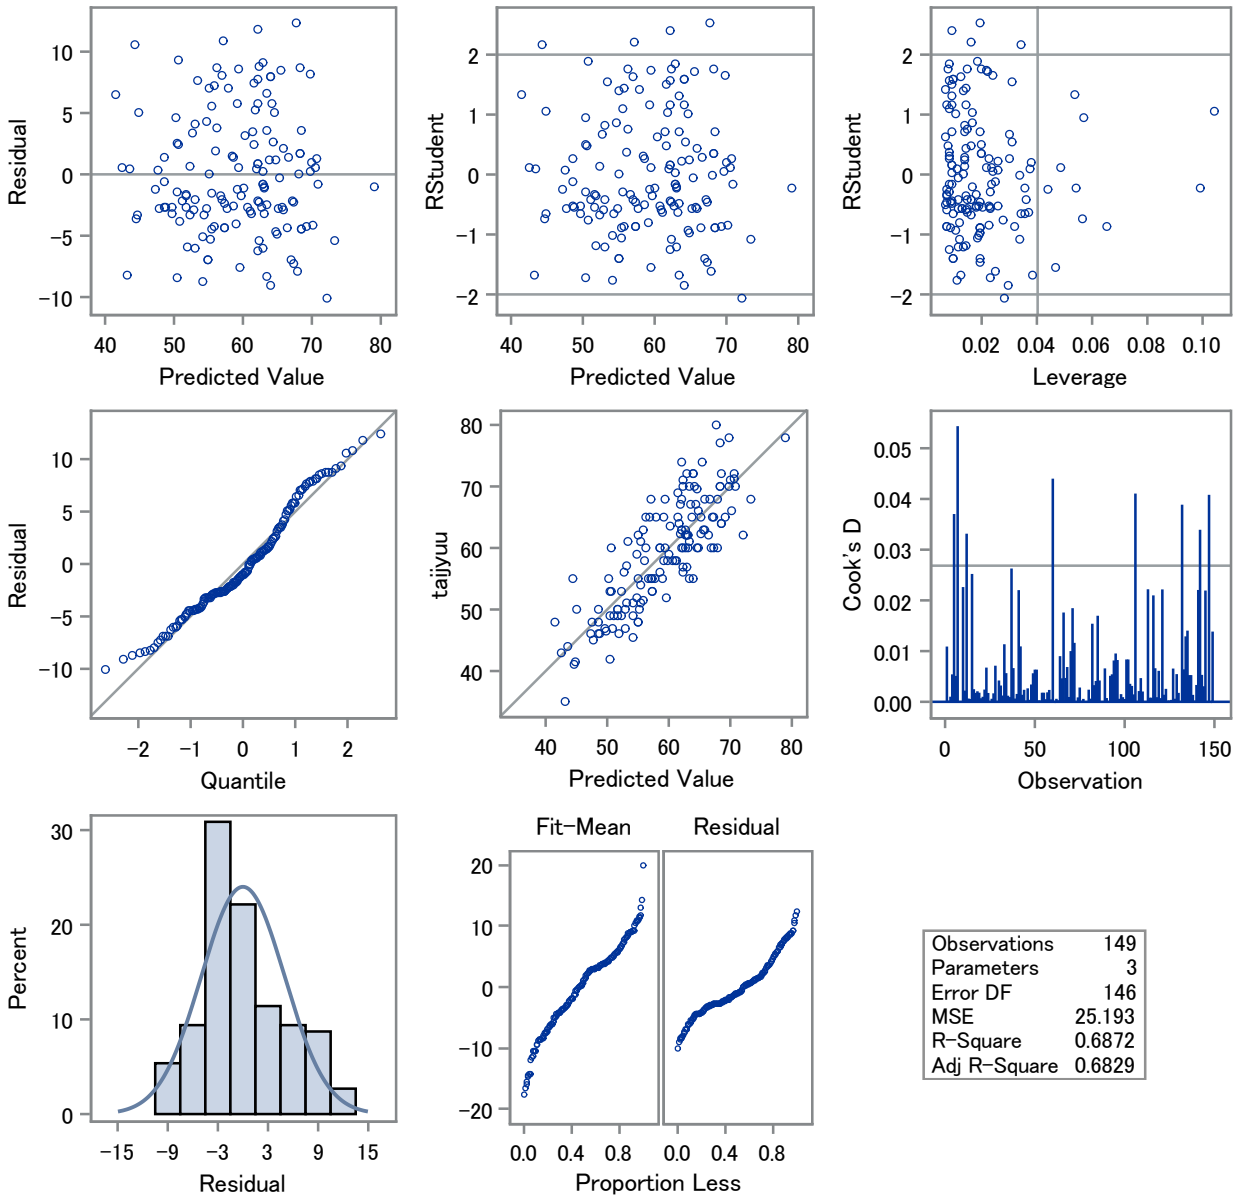 10
5
0
−5
−10
Residual
40 50 60 70 80
Predicted Value
2
1
0
−1
−2
RStudent
40 50 60 70 80
Predicted Value
2
1
0
−1
−2
RStudent
0.02 0.04 0.06 0.08 0.10
Leverage
10
5
0
−5
−10
Residual
−2 −1 0 1 2
Quantile
80
70
60
50
40
taijyuu
40 50 60 70 80
Predicted Value
0.05
0.04
0.03
0.02
0.01
0.00
Cook's D
0 50 100 150
Observation
30
20
10
0
Percent
−15 −9 −3 3 9 15
Residual
Fit−Mean Residual
20
10
0
−10
−20
0.0 0.4 0.8 0.0 0.4 0.8
Proportion Less
Observations 149
Parameters 3
Error DF 146
MSE 25.193
R−Square 0.6872
Adj R−Square 0.6829